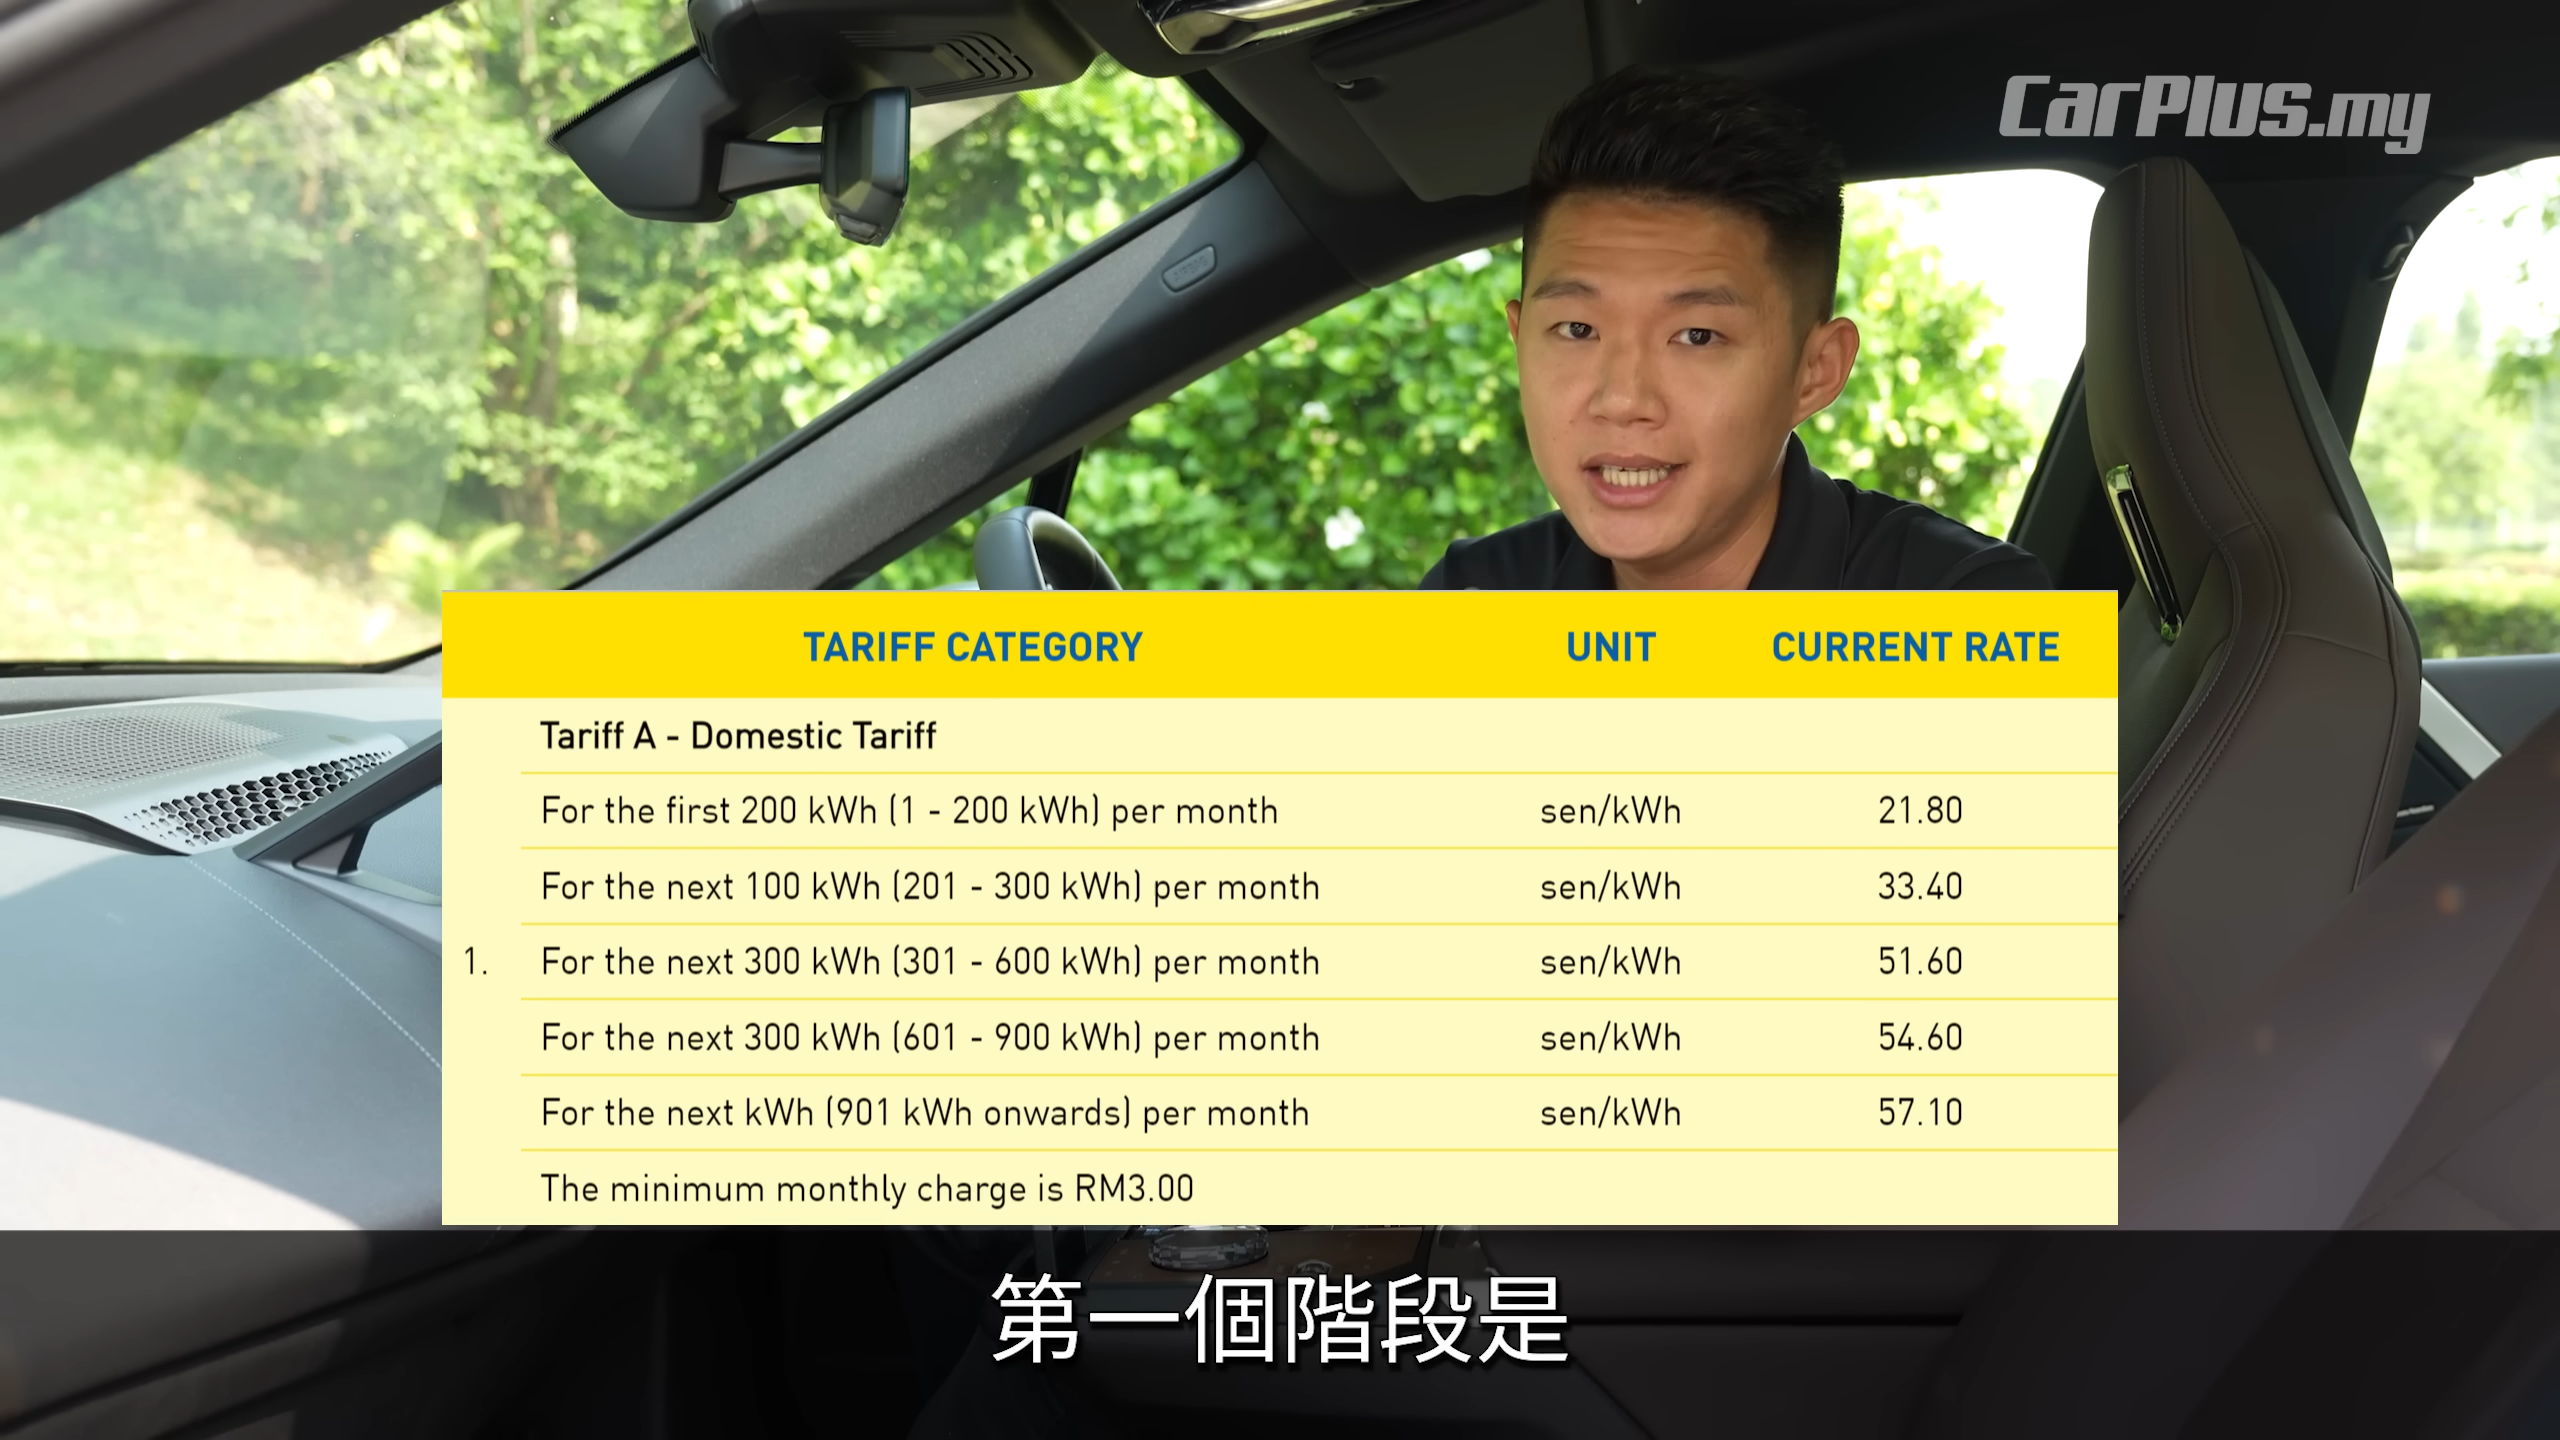 CarPlus.my
TARIFF CATEGORY UNIT CURRENT RATE
Tariff A - Domestic Tariff
For the first 200 kWh (1 - 200 kWh) per month sen/kWh 21.80
For the next 100 kWh (201 - 300 kWh) per month sen/kWh 33.40
1. For the next 300 kWh (301 - 600 kWh) per month sen/kWh 51.60
For the next 300 kWh (601 - 900 kWh) per month sen/kWh 54.60
For the next kWh (901 kWh onwards) per month sen/kWh 57.10
The minimum monthly charge is RM3.00
第一個階段是